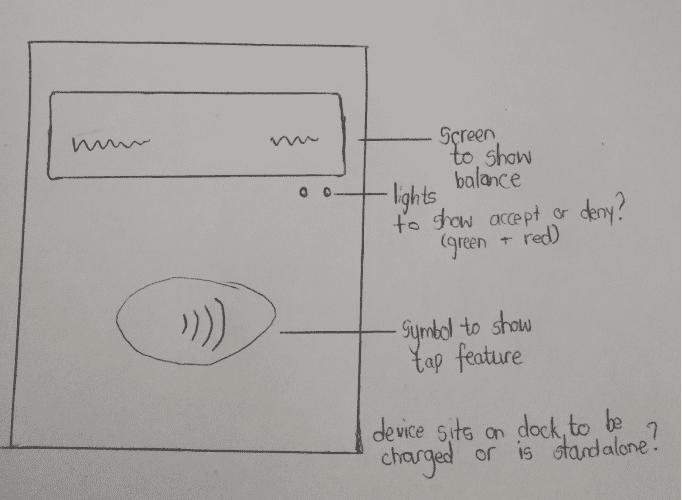 Screen
to show
balance
lights
to show accept or deny?
(green + red)
Symbol to show
tap feature
device sits on dock, to be
charged or is standalone?